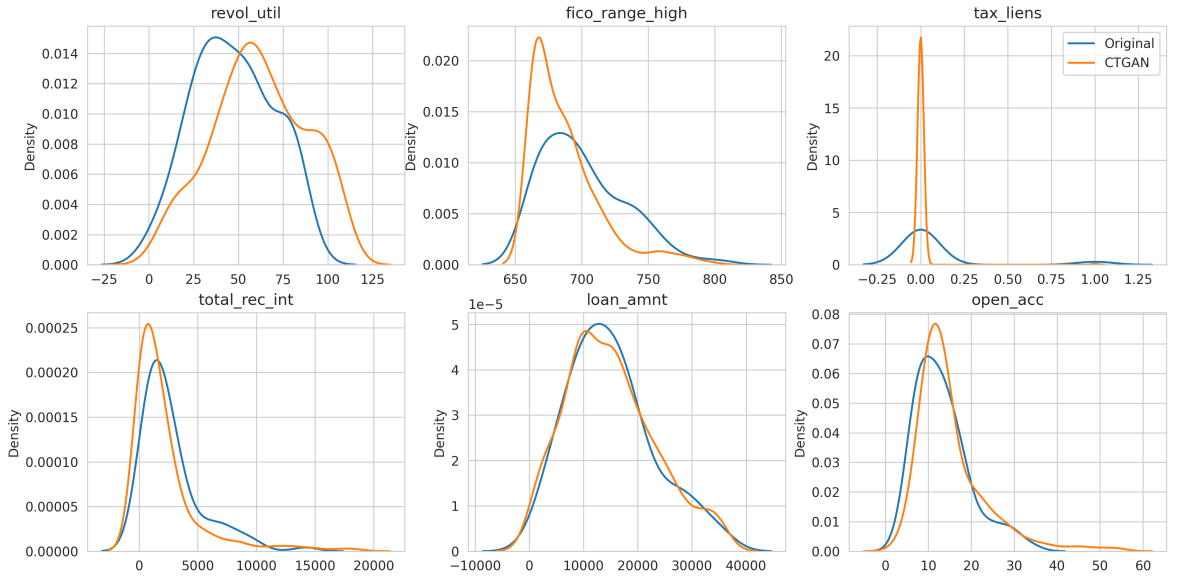 revol_util
Density
0.014
0.012
0.010
0.008
0.006
0.004
0.002
0.000
−25 0 25 50 75 100 125
fico_range_high
Density
0.020
0.015
0.010
0.005
0.000
650 700 750 800 850
tax_liens
Original
CTGAN
Density
20
15
10
5
0
−0.25 0.00 0.25 0.50 0.75 1.00 1.25
total_rec_int
Density
0.00025
0.00020
0.00015
0.00010
0.00005
0.00000
0 5000 10000 15000 20000
loan_amnt
1e−5
Density
5
4
3
2
1
0
−10000 0 10000 20000 30000 40000
open_acc
Density
0.08
0.07
0.06
0.05
0.04
0.03
0.02
0.01
0.00
0 10 20 30 40 50 60